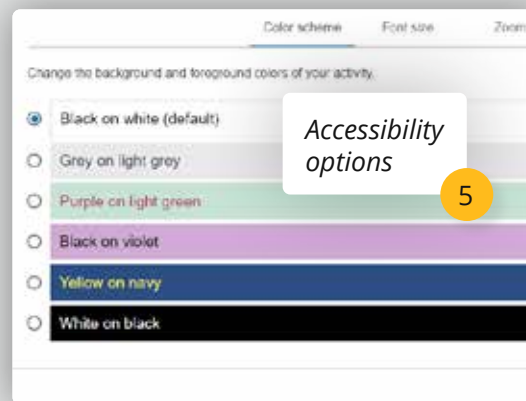 Color scheme Font size Zoom
Change the background and foreground colors of your activity.
Black on white (default)
Grey on light grey
Purple on light green
Black on violet
Yellow on navy
White on black
Accessibility
options
5